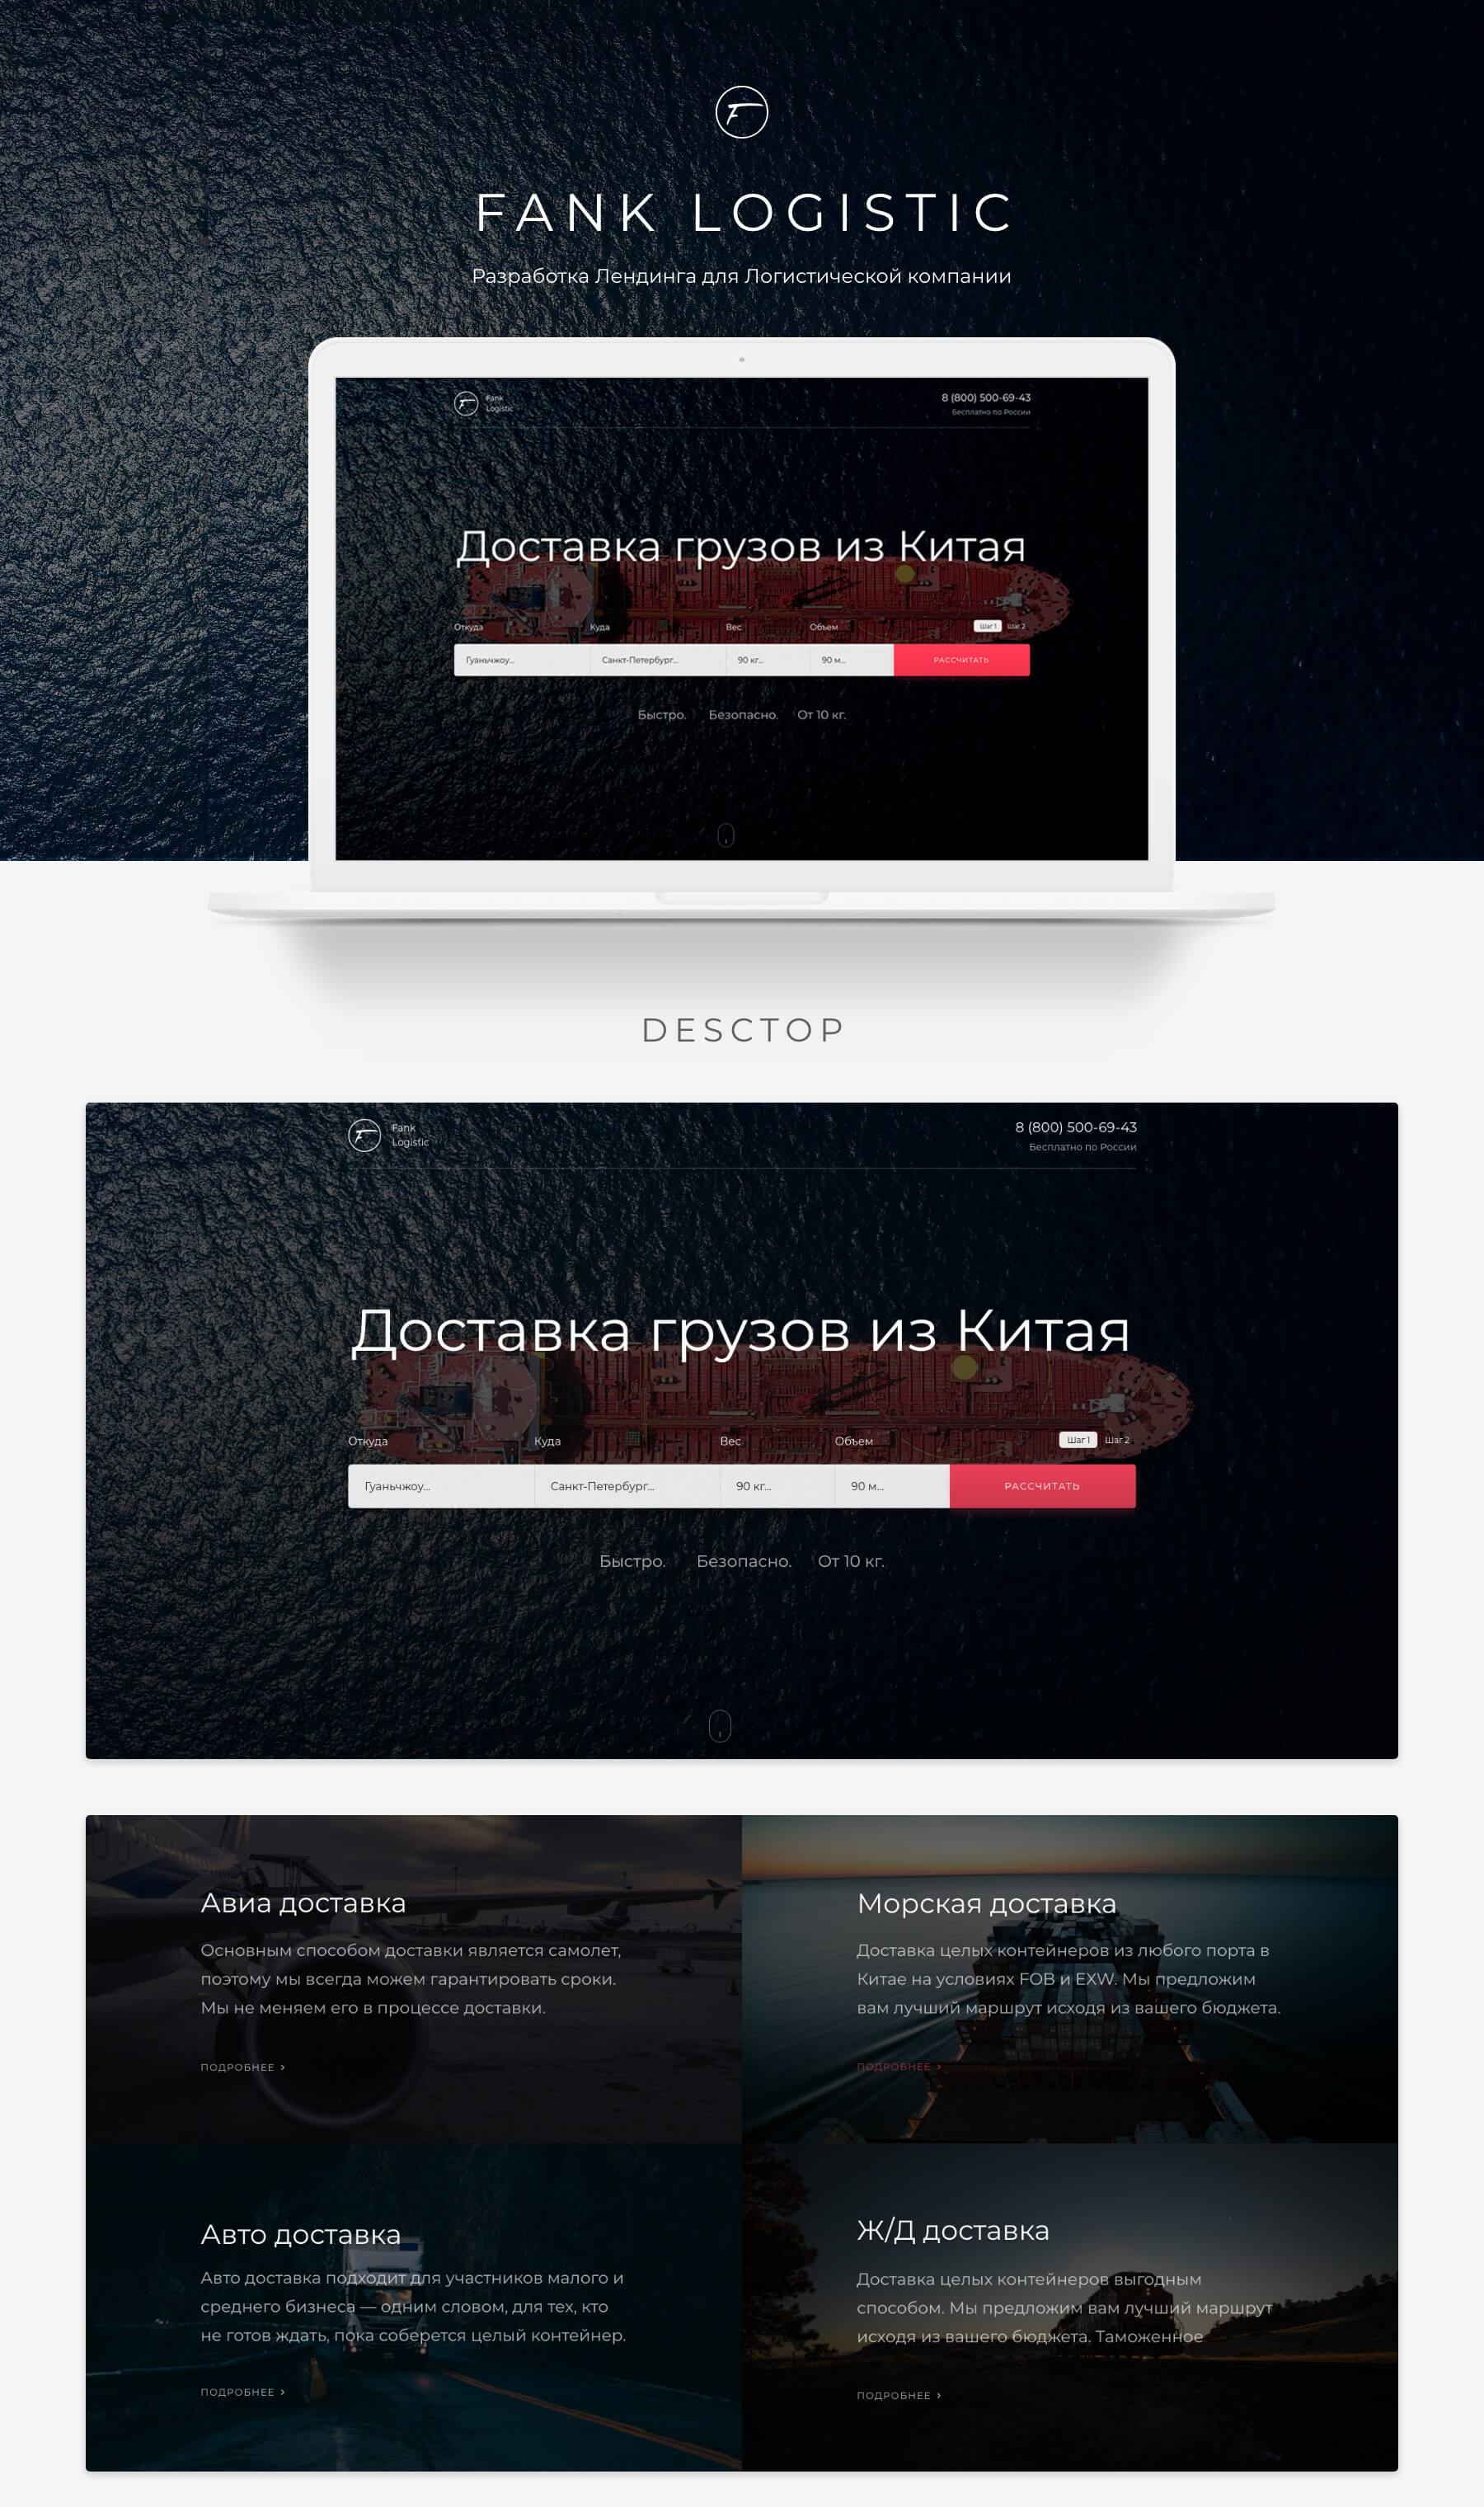 FANK LOGISTIC
Разработка Лендинга для Логистической компании
Fank
Logistic
8 (800) 500-69-43
Бесплатно по России
Доставка грузов из Китая
Откуда Куда Вес Объем Шаг 1 Шаг 2
Гуаньчжоу... Санкт-Петербург... 90 кг... 90 м... РАССЧИТАТЬ
Быстро. Безопасно. От 10 кг.
DESCTOP
Fank
Logistic
8 (800) 500-69-43
Бесплатно по России
Доставка грузов из Китая
Откуда Куда Вес Объем Шаг 1 Шаг 2
Гуаньчжоу... Санкт-Петербург... 90 кг... 90 м... РАССЧИТАТЬ
Быстро. Безопасно. От 10 кг.
Авиа доставка
Основным способом доставки является самолет,
поэтому мы всегда можем гарантировать сроки.
Мы не меняем его в процессе доставки.
ПОДРОБНЕЕ >
Морская доставка
Доставка целых контейнеров из любого порта в
Китае на условиях FOB и EXW. Мы предложим
вам лучший маршрут исходя из вашего бюджета.
ПОДРОБНЕЕ >
Авто доставка
Авто доставка подходит для участников малого и
среднего бизнеса — одним словом, для тех, кто
не готов ждать, пока соберется целый контейнер.
ПОДРОБНЕЕ >
Ж/Д доставка
Доставка целых контейнеров выгодным
способом. Мы предложим вам лучший маршрут
исходя из вашего бюджета. Таможенное
ПОДРОБНЕЕ >